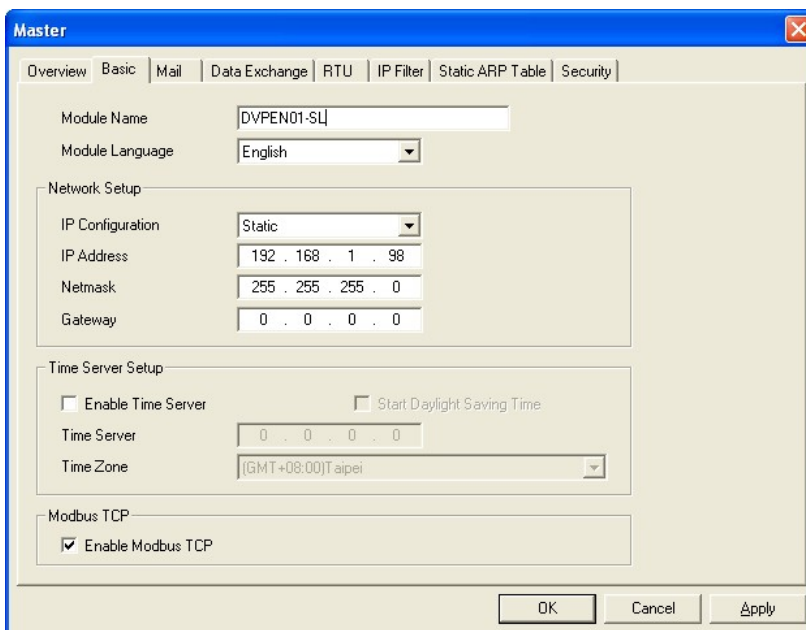 Master
Overview Basic Mail Data Exchange RTU IP Filter Static ARP Table Security
Module Name DVPEN01-SL
Module Language English
Network Setup
IP Configuration Static
IP Address 192 . 168 . 1 . 98
Netmask 255 . 255 . 255 . 0
Gateway 0 . 0 . 0 . 0
Time Server Setup
Enable Time Server Start Daylight Saving Time
Time Server 0 . 0 . 0 . 0
Time Zone (GMT+08:00)Taipei
Modbus TCP
Enable Modbus TCP
OK Cancel Apply